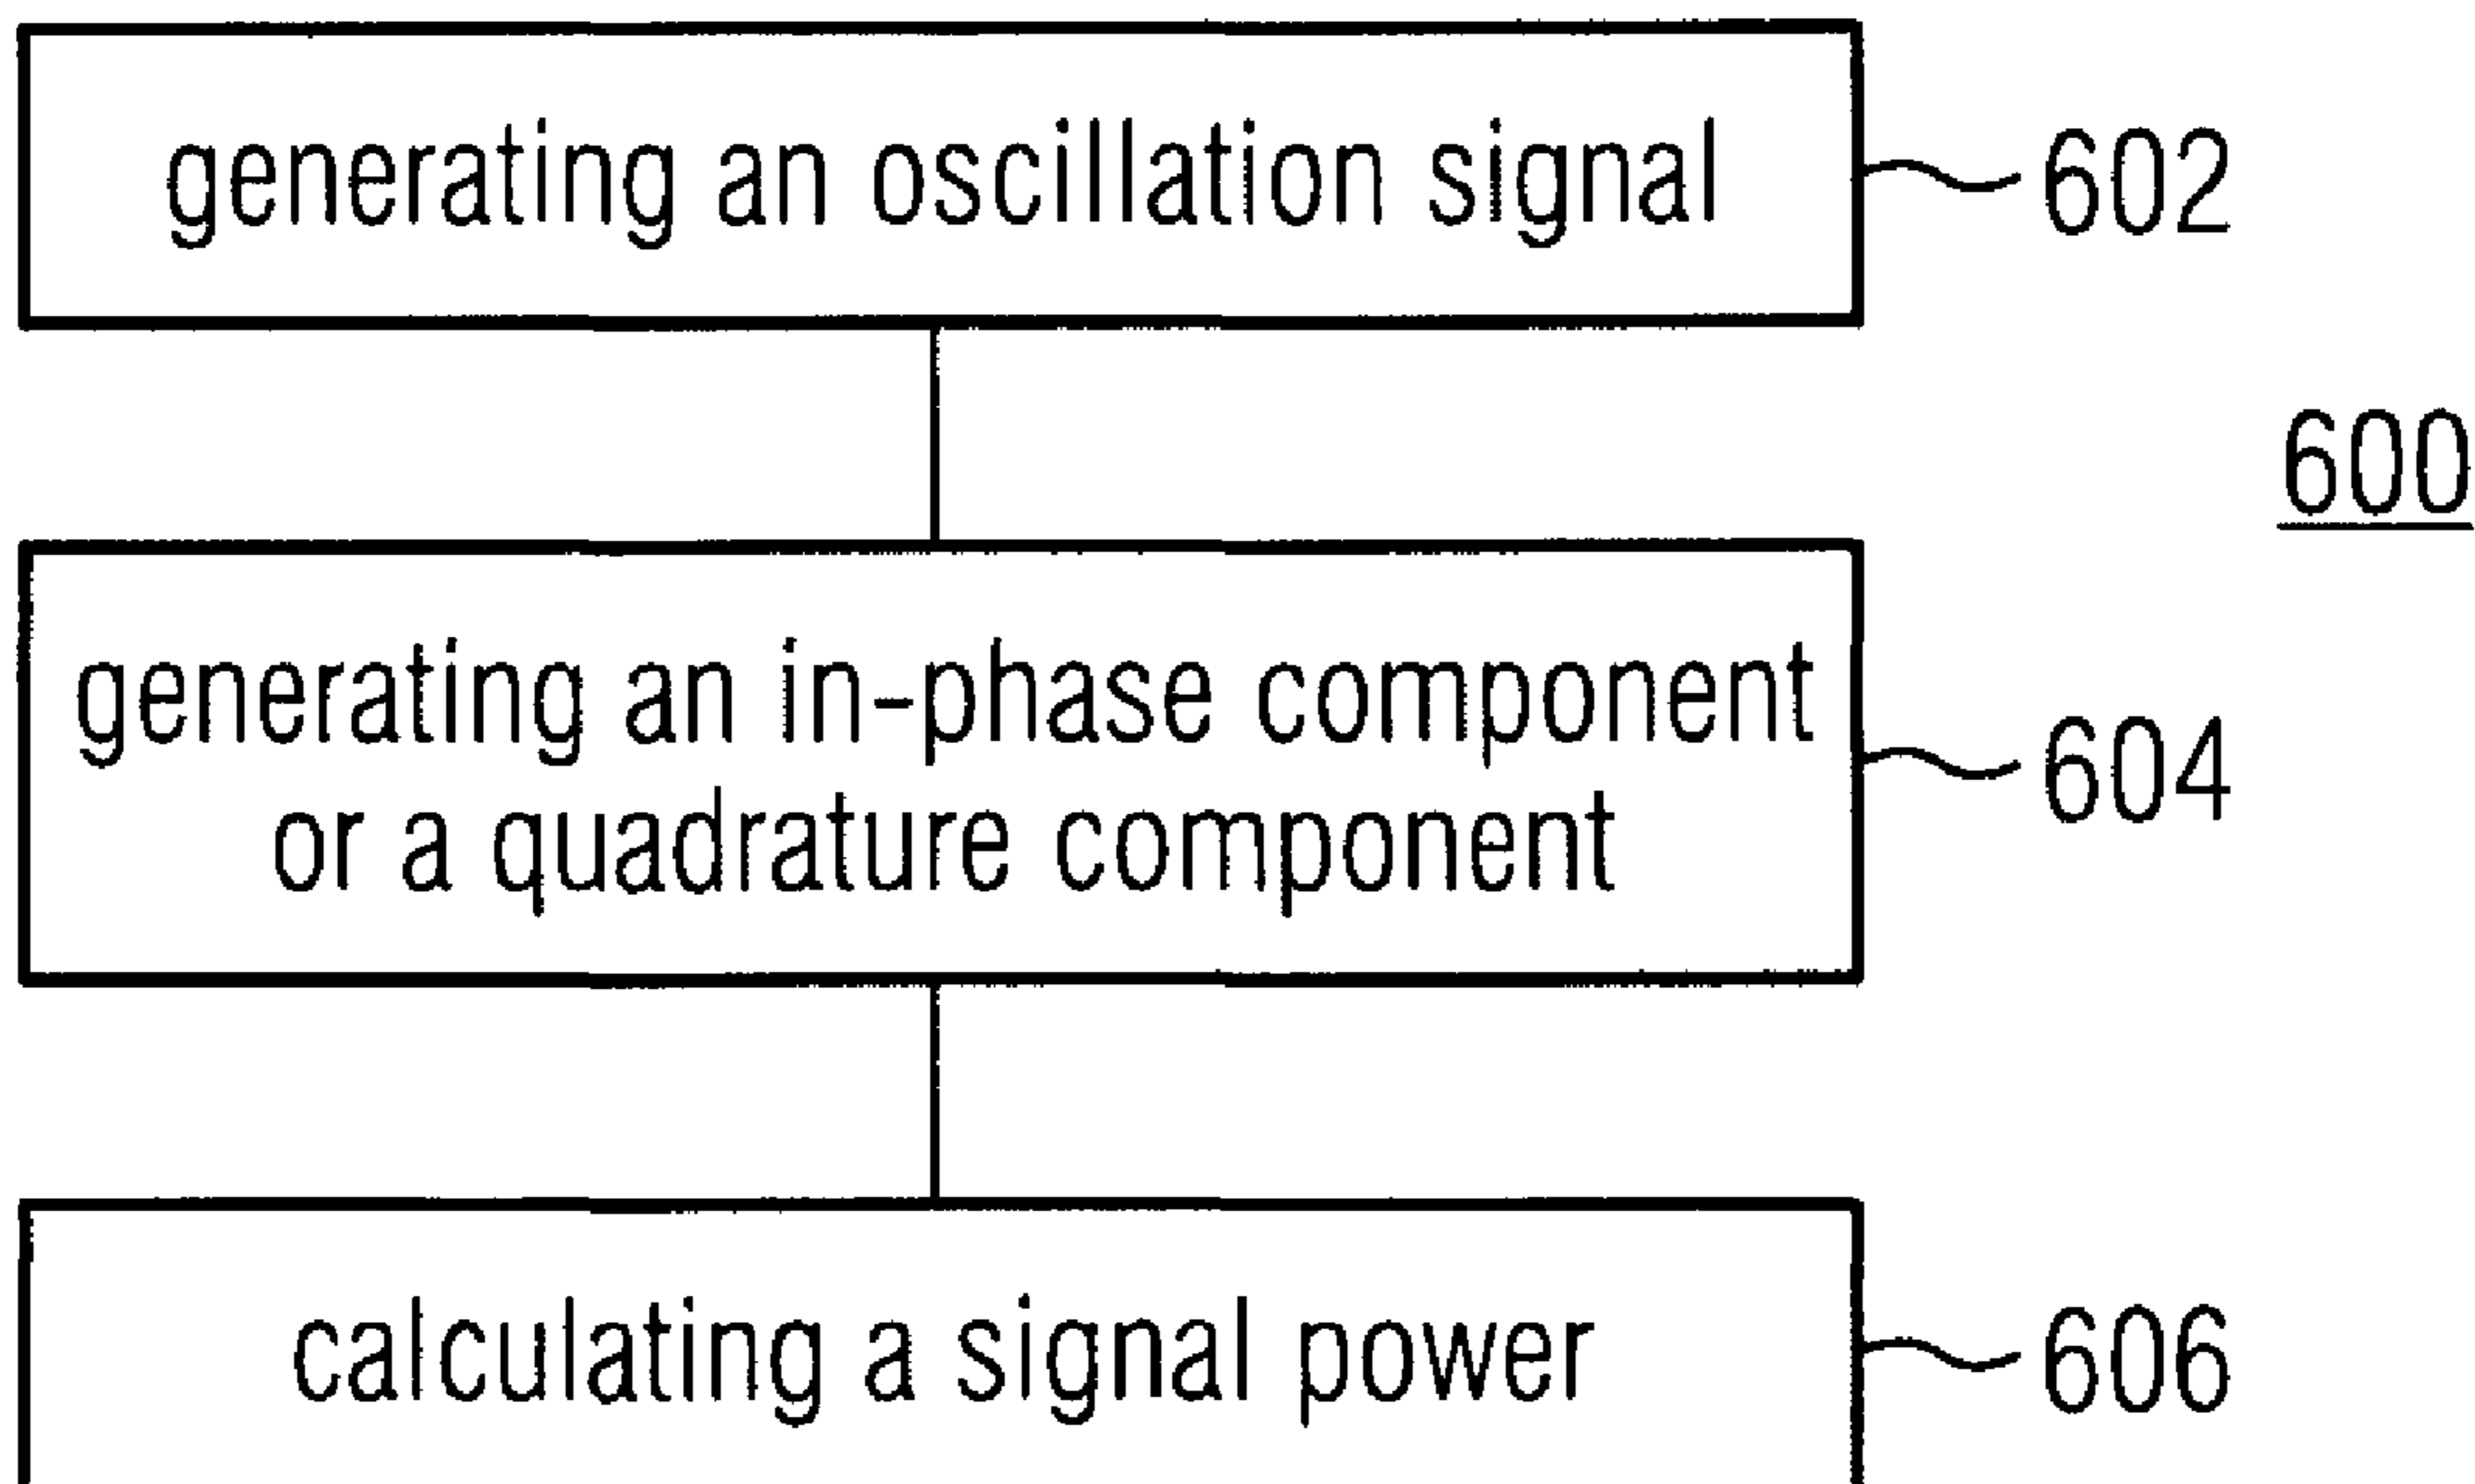 generating an oscillation signal
602
600
generating an in-phase component
or a quadrature component
604
calculating a signal power
606